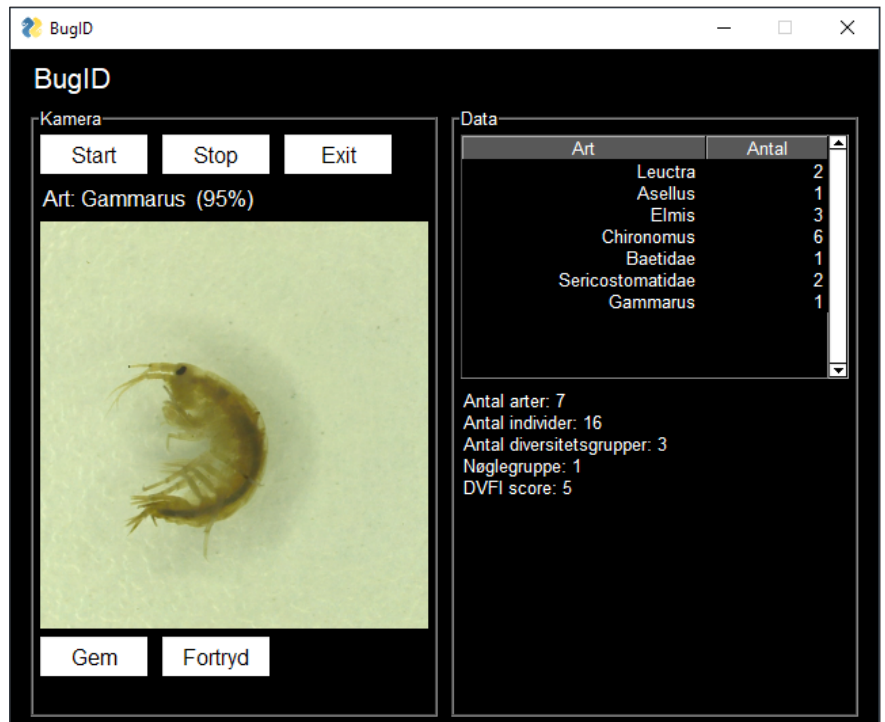 BugID
BugID
Kamera
Start Stop Exit
Art: Gammarus (95%)
Gem Fortryd
Data
Art Antal
Leuctra 2
Asellus 1
Elmis 3
Chironomus 6
Baetidae 1
Sericostomatidae 2
Gammarus 1
Antal arter: 7
Antal individer: 16
Antal diversitetsgrupper: 3
Nøglegruppe: 1
DVFI score: 5